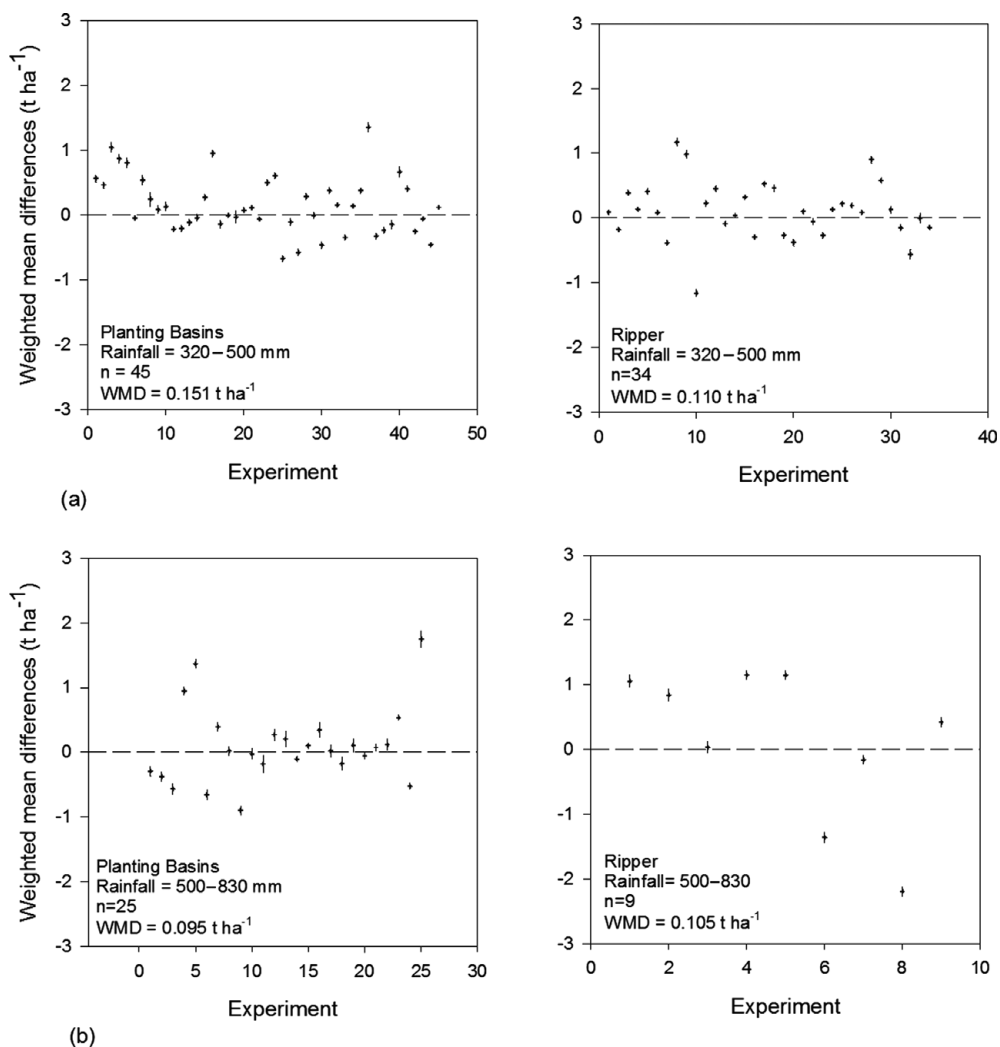 3
2
1
0
-1
-2
-3
Weighted mean differences (t ha-1)
Planting Basins
Rainfall = 320–500 mm
n = 45
WMD = 0.151 t ha-1
0 10 20 30 40 50
Experiment
3
2
1
0
-1
-2
-3
Ripper
Rainfall = 320–500 mm
n=34
WMD = 0.110 t ha-1
0 10 20 30 40
Experiment
(a)
3
2
1
0
-1
-2
-3
Weighted mean differences (t ha-1)
Planting Basins
Rainfall = 500–830 mm
n=25
WMD = 0.095 t ha-1
0 5 10 15 20 25 30
Experiment
3
2
1
0
-1
-2
-3
Ripper
Rainfall= 500–830
n=9
WMD = 0.105 t ha-1
0 2 4 6 8 10
Experiment
(b)